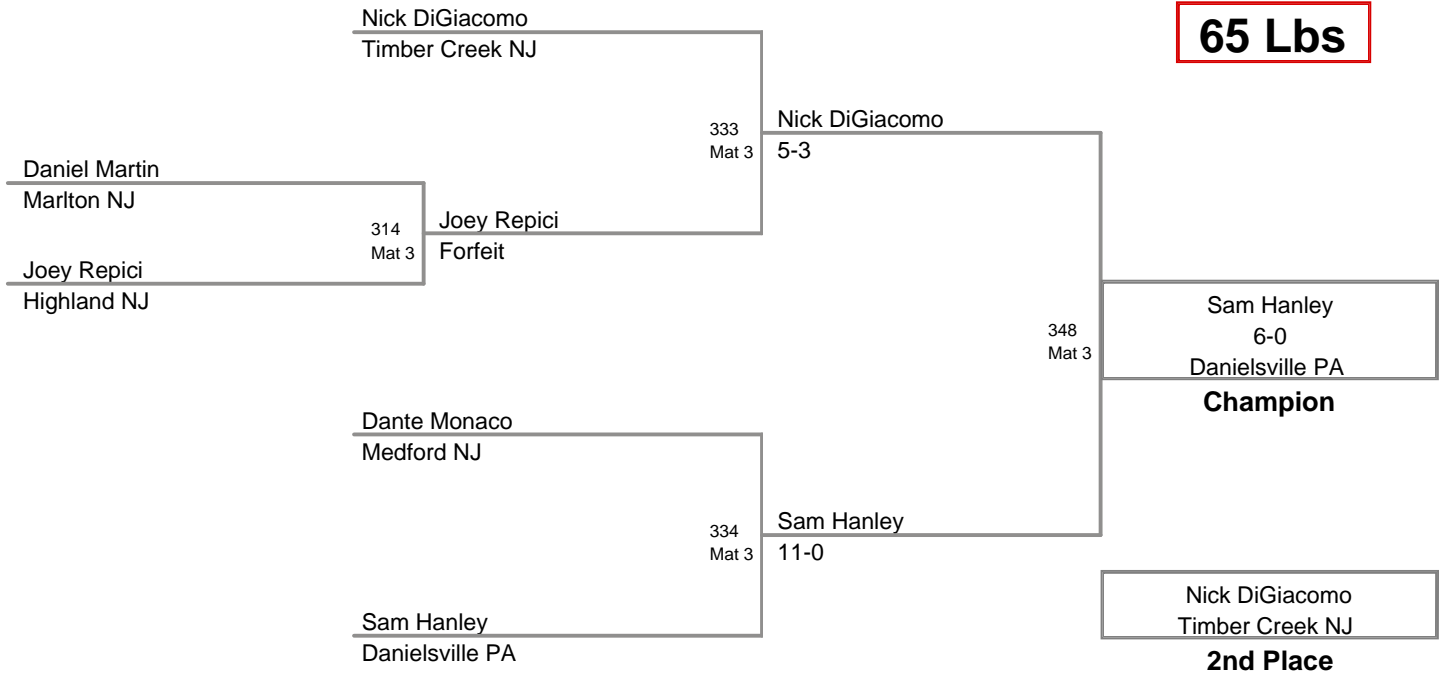 Nick DiGiacomo
Timber Creek NJ
65 Lbs
333
Mat 3
Nick DiGiacomo
5-3
Daniel Martin
Marlton NJ
314
Mat 3
Joey Repici
Forfeit
Joey Repici
Highland NJ
348
Mat 3
Sam Hanley
6-0
Danielsville PA
Champion
Dante Monaco
Medford NJ
334
Mat 3
Sam Hanley
11-0
Sam Hanley
Danielsville PA
Nick DiGiacomo
Timber Creek NJ
2nd Place